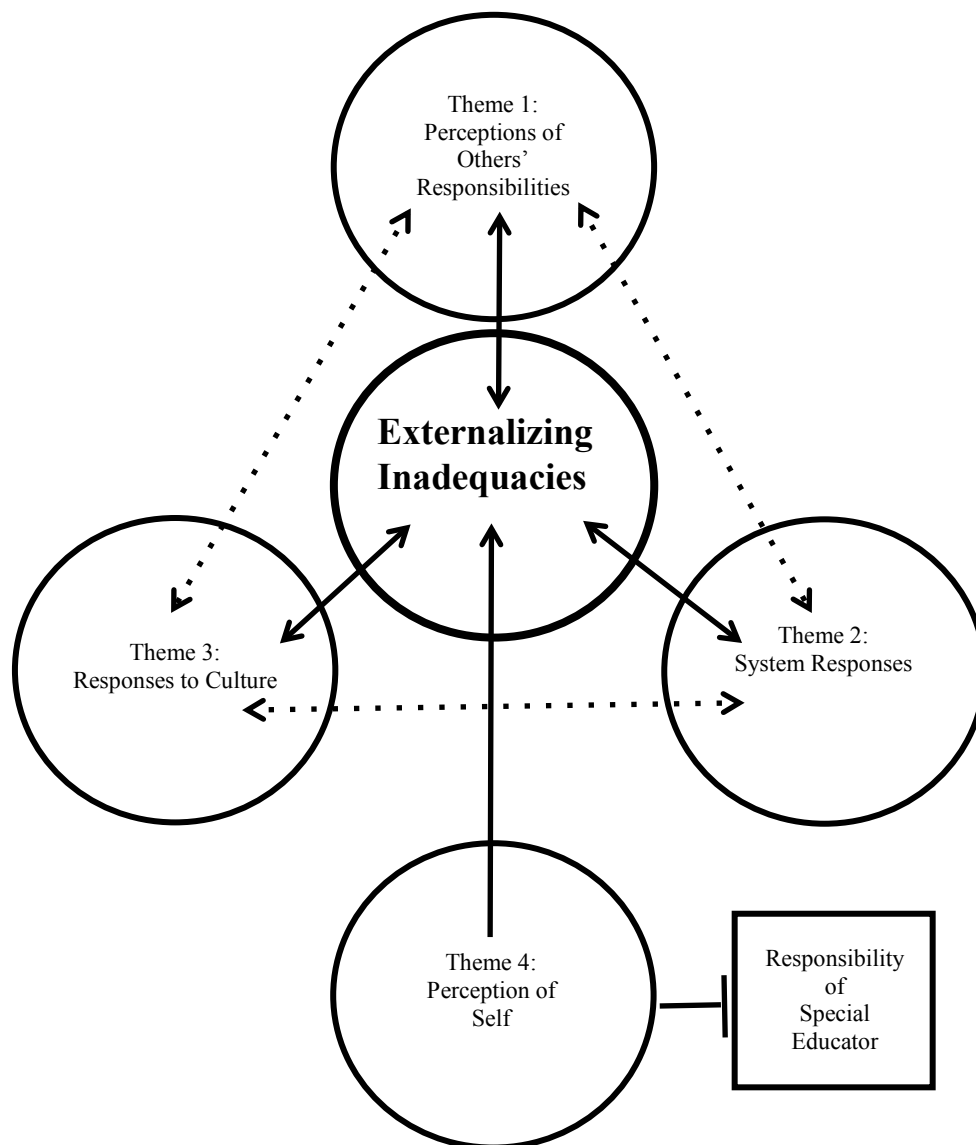 Theme 1:
Perceptions of
Others’
Responsibilities
Externalizing
Inadequacies
Theme 3:
Responses to Culture
Theme 2:
System Responses
Theme 4:
Perception of
Self
Responsibility
of
Special
Educator